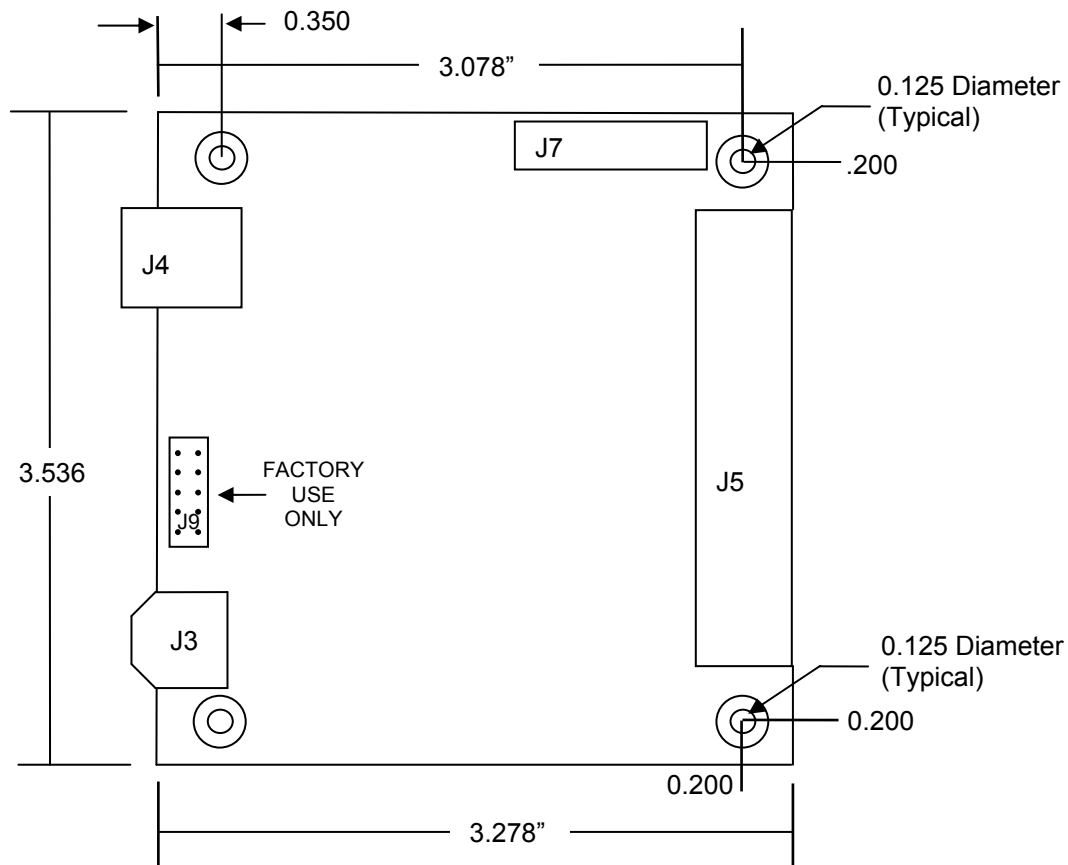 0.350
3.078”
0.125 Diameter
(Typical)
J7
.200
J4
3.536
FACTORY
USE
ONLY
J9
J5
J3
0.125 Diameter
(Typical)
0.200
0.200
3.278”